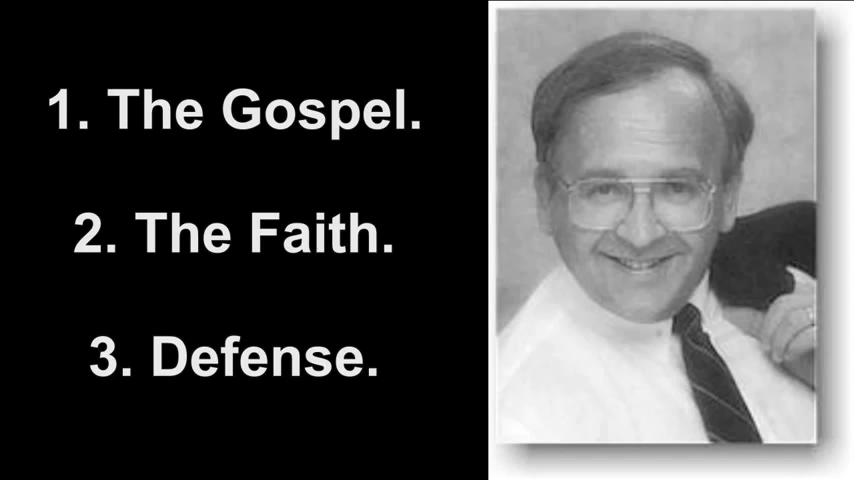 1. The Gospel.
2. The Faith.
3. Defense.